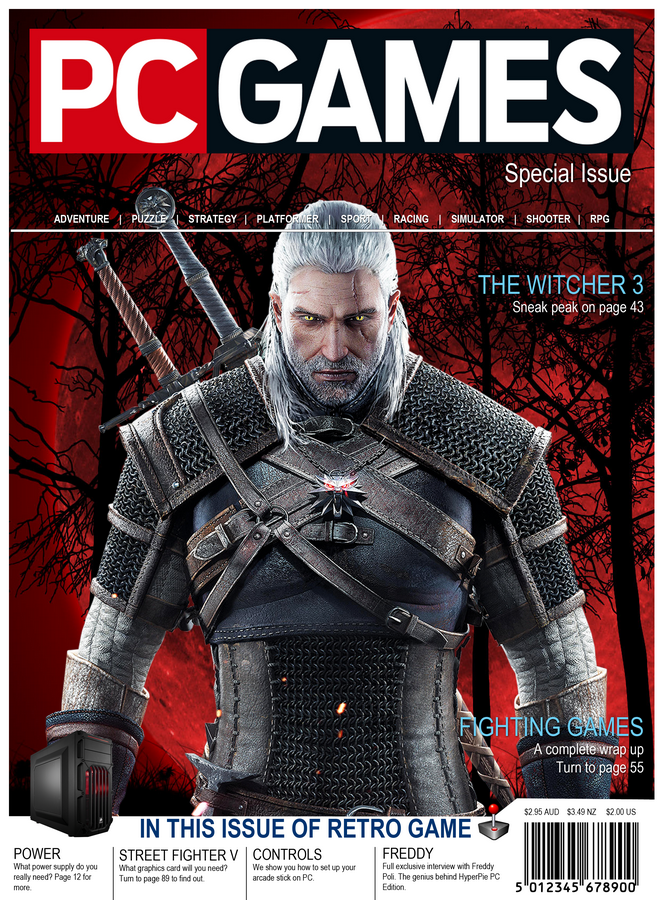 PC GAMES
Special Issue
ADVENTURE | PUZZLE | STRATEGY | PLATFORMER | SPORT | RACING | SIMULATOR | SHOOTER | RPG
THE WITCHER 3
Sneak peak on page 43
FIGHTING GAMES
A complete wrap up
Turn to page 55
$2.95 AUD $3.49 NZ $2.00 US
IN THIS ISSUE OF RETRO GAME
POWER
What power supply do you
really need? Page 12 for
more.
STREET FIGHTER V
What graphics card will you need?
Turn to page 89 to find out.
CONTROLS
We show you how to set up your
arcade stick on PC.
FREDDY
Full exclusive interview with Freddy
Poli. The genius behind HyperPie PC
Edition.
5 012345 678900